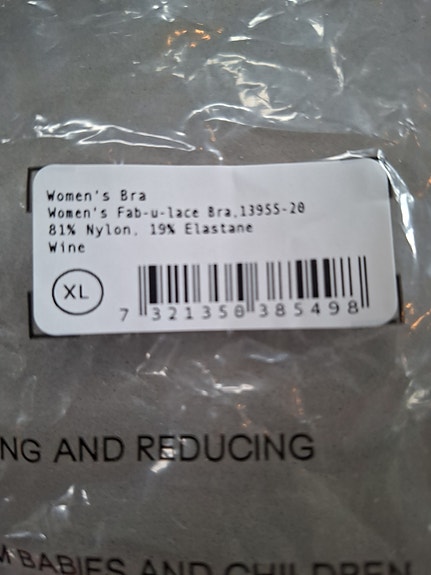 Women's Bra
Women's Fab-u-lace Bra,13955-20
81% Nylon, 19% Elastane
Wine
XL
7 321350 385498
NG AND REDUCING
M BABIES AND CHILDREN